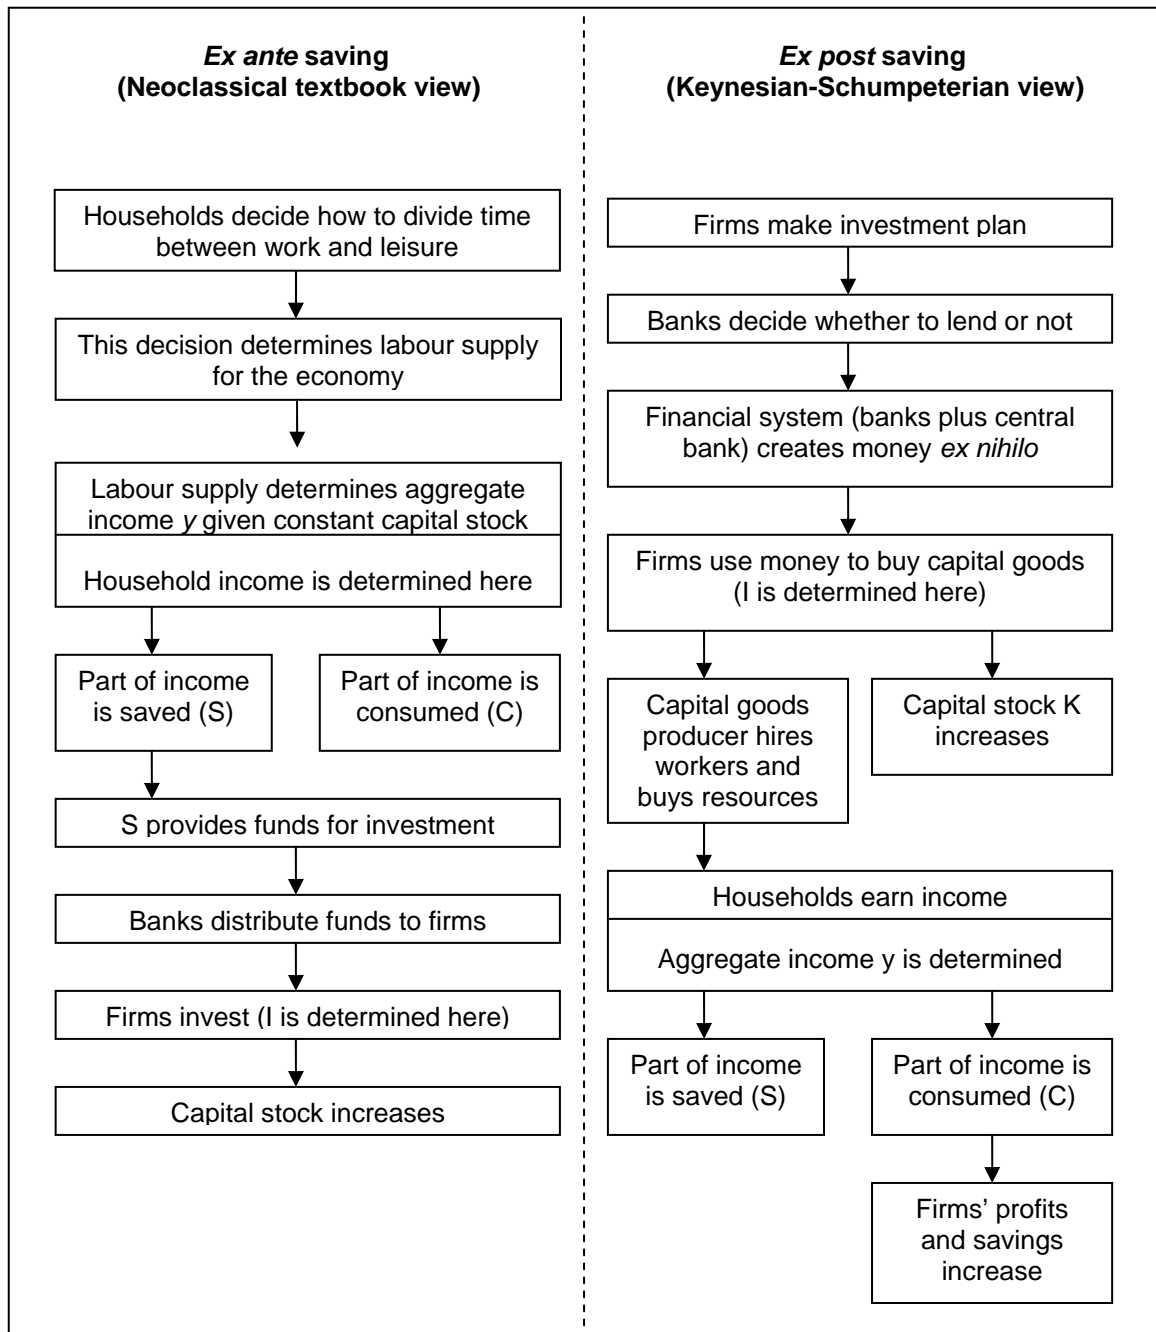 Ex ante saving
(Neoclassical textbook view)
Households decide how to divide time
between work and leisure
This decision determines labour supply
for the economy
Labour supply determines aggregate
income y given constant capital stock
Household income is determined here
Part of income
is saved (S)
Part of income is
consumed (C)
S provides funds for investment
Banks distribute funds to firms
Firms invest (I is determined here)
Capital stock increases
Ex post saving
(Keynesian-Schumpeterian view)
Firms make investment plan
Banks decide whether to lend or not
Financial system (banks plus central
bank) creates money ex nihilo
Firms use money to buy capital goods
(I is determined here)
Capital goods
producer hires
workers and
buys resources
Capital stock K
increases
Households earn income
Aggregate income y is determined
Part of income
is saved (S)
Part of income is
consumed (C)
Firms’ profits
and savings
increase